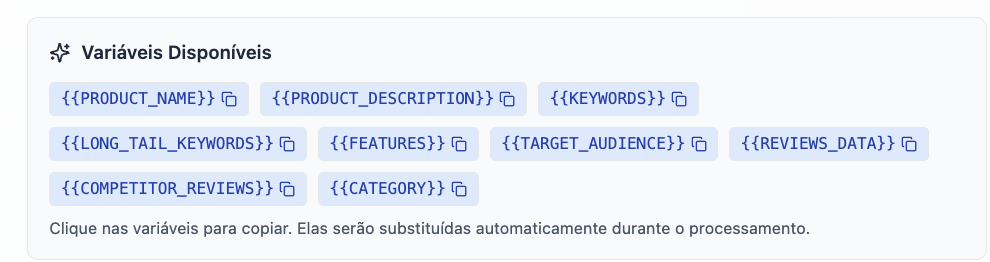 Variáveis Disponíveis
{{PRODUCT_NAME}} {{PRODUCT_DESCRIPTION}} {{KEYWORDS}}
{{LONG_TAIL_KEYWORDS}} {{FEATURES}} {{TARGET_AUDIENCE}} {{REVIEWS_DATA}}
{{COMPETITOR_REVIEWS}} {{CATEGORY}}
Clique nas variáveis para copiar. Elas serão substituídas automaticamente durante o processamento.